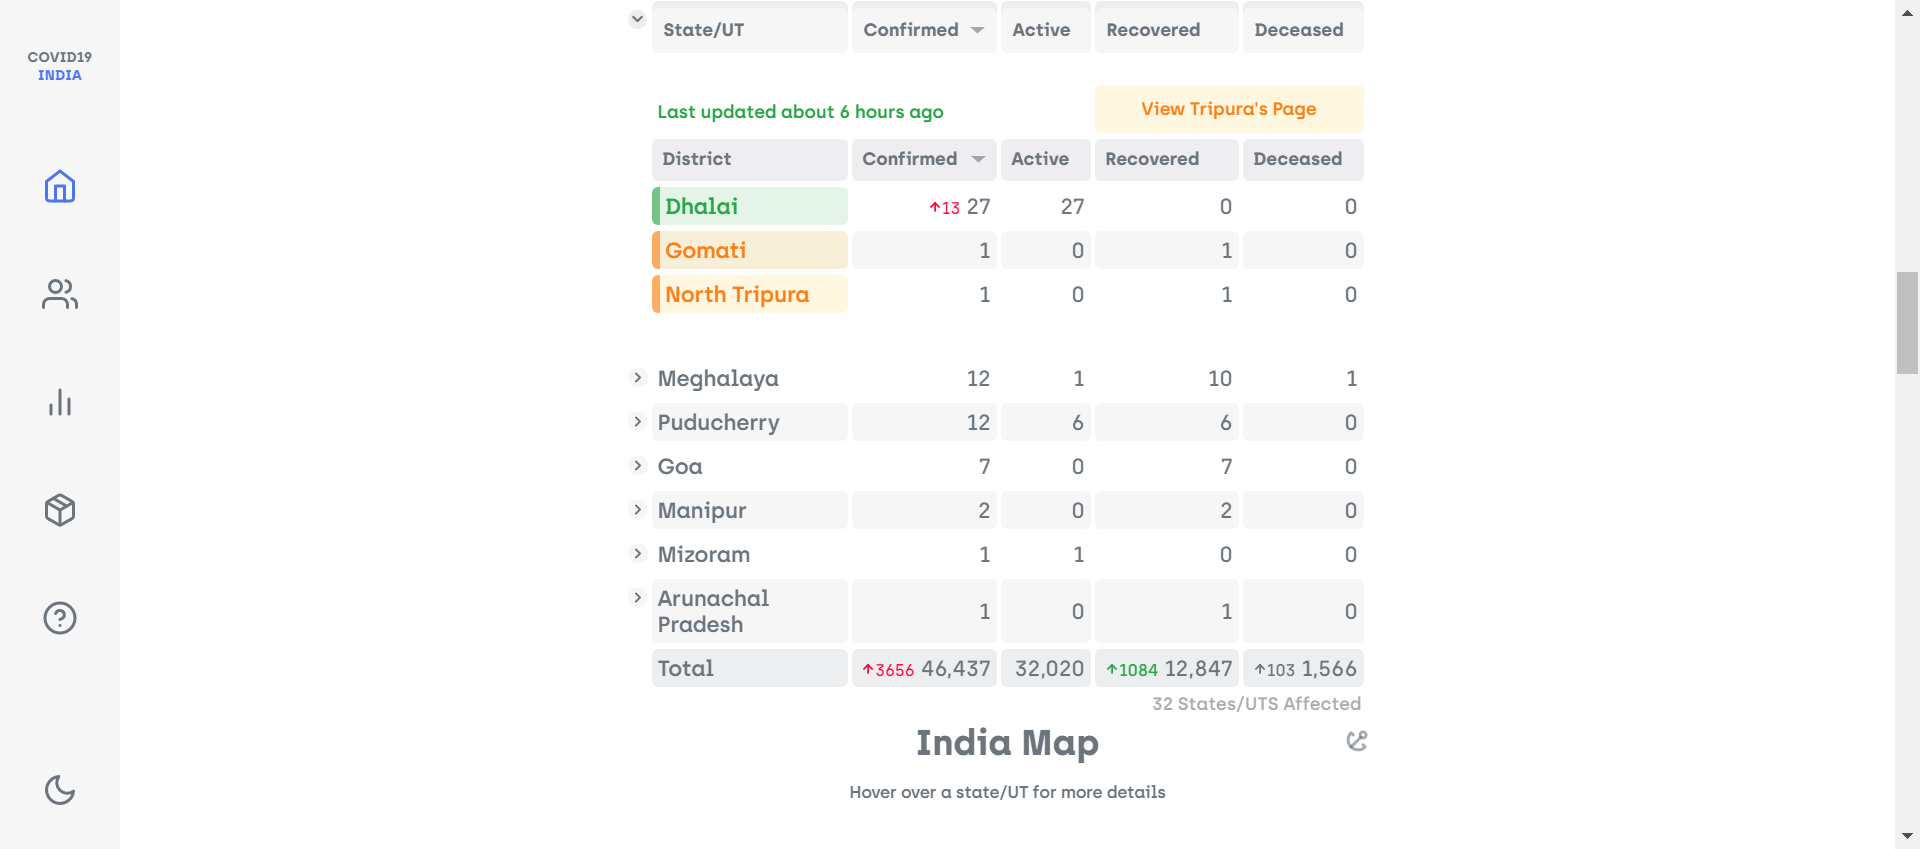 COVID19
INDIA
State/UT Confirmed Active Recovered Deceased
Last updated about 6 hours ago View Tripura's Page
District Confirmed Active Recovered Deceased
Dhalai ↑13 27 27 0 0
Gomati 1 0 1 0
North Tripura 1 0 1 0
Meghalaya 12 1 10 1
Puducherry 12 6 6 0
Goa 7 0 7 0
Manipur 2 0 2 0
Mizoram 1 1 0 0
Arunachal
Pradesh 1 0 1 0
Total ↑3656 46,437 32,020 ↑1084 12,847 ↑103 1,566
32 States/UTS Affected
India Map
Hover over a state/UT for more details